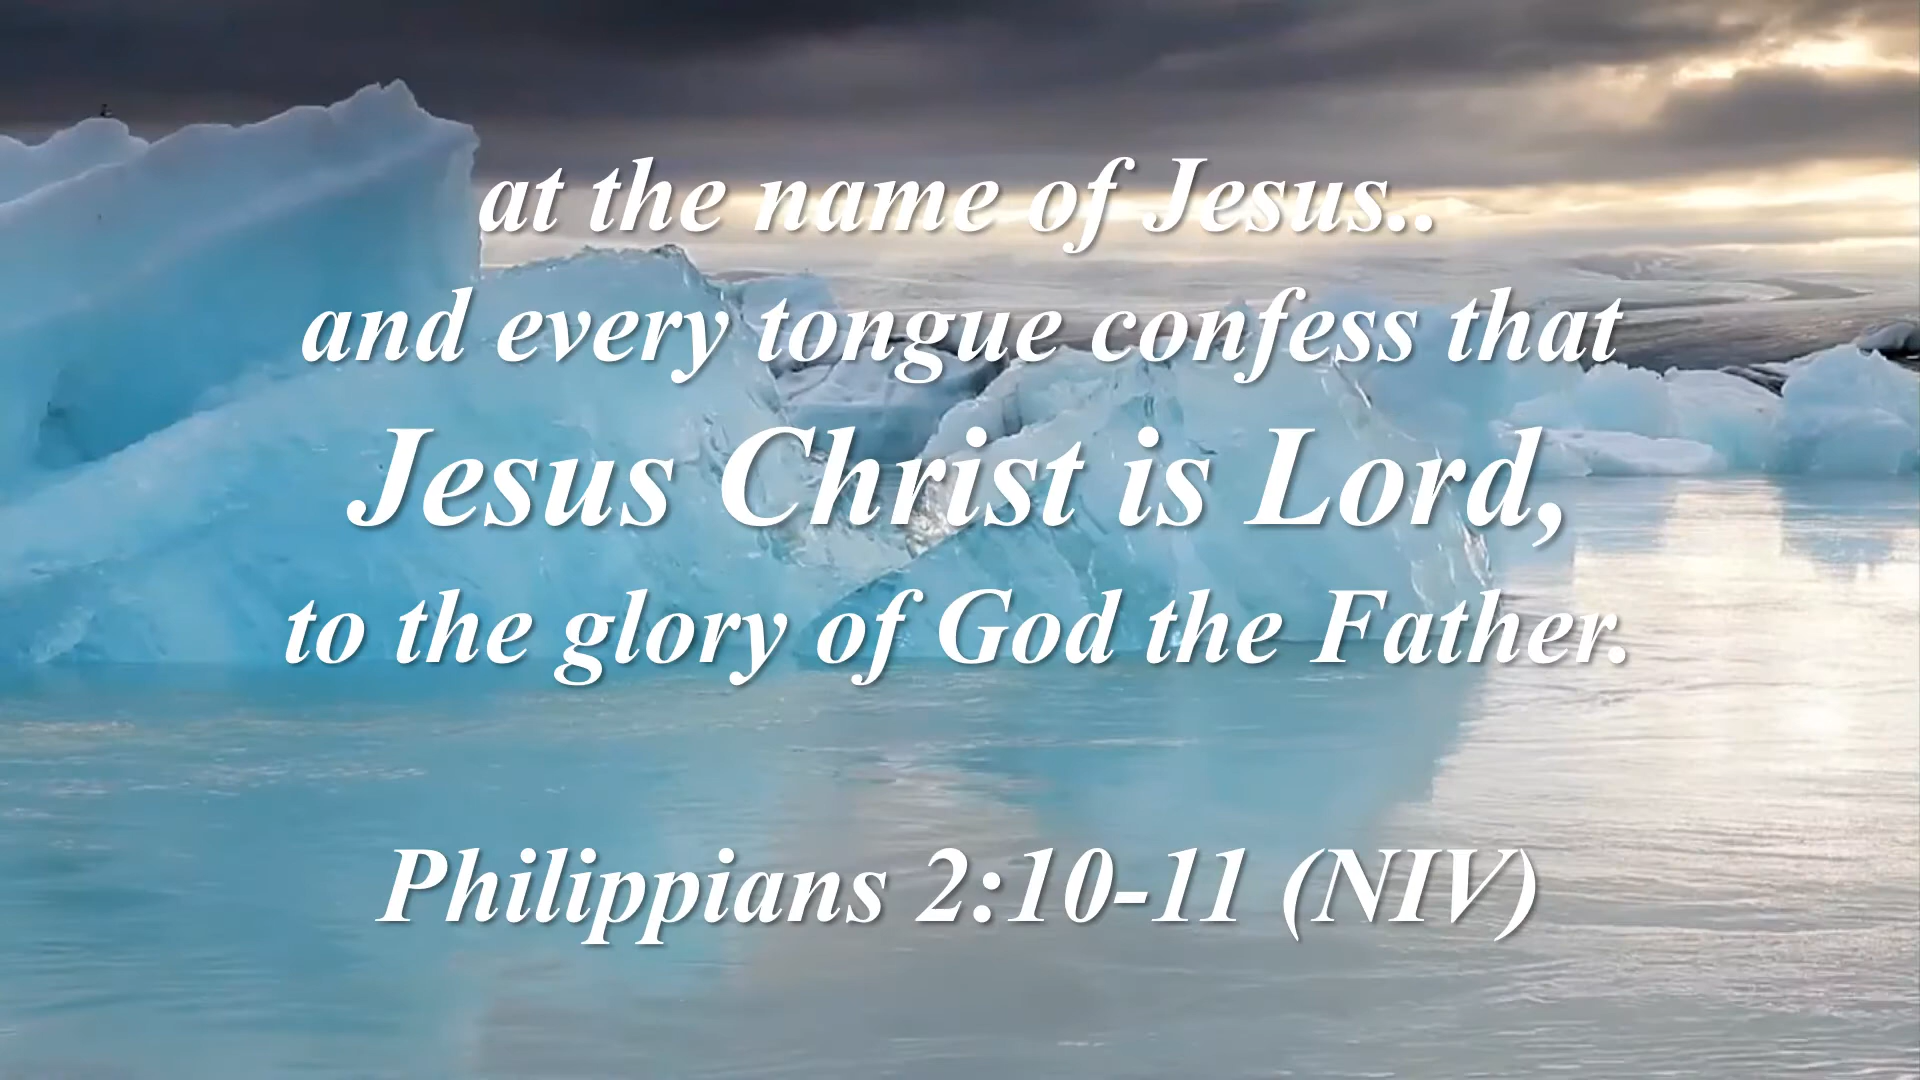 at the name of Jesus..
and every tongue confess that
Jesus Christ is Lord,
to the glory of God the Father.
Philippians 2:10-11 (NIV)